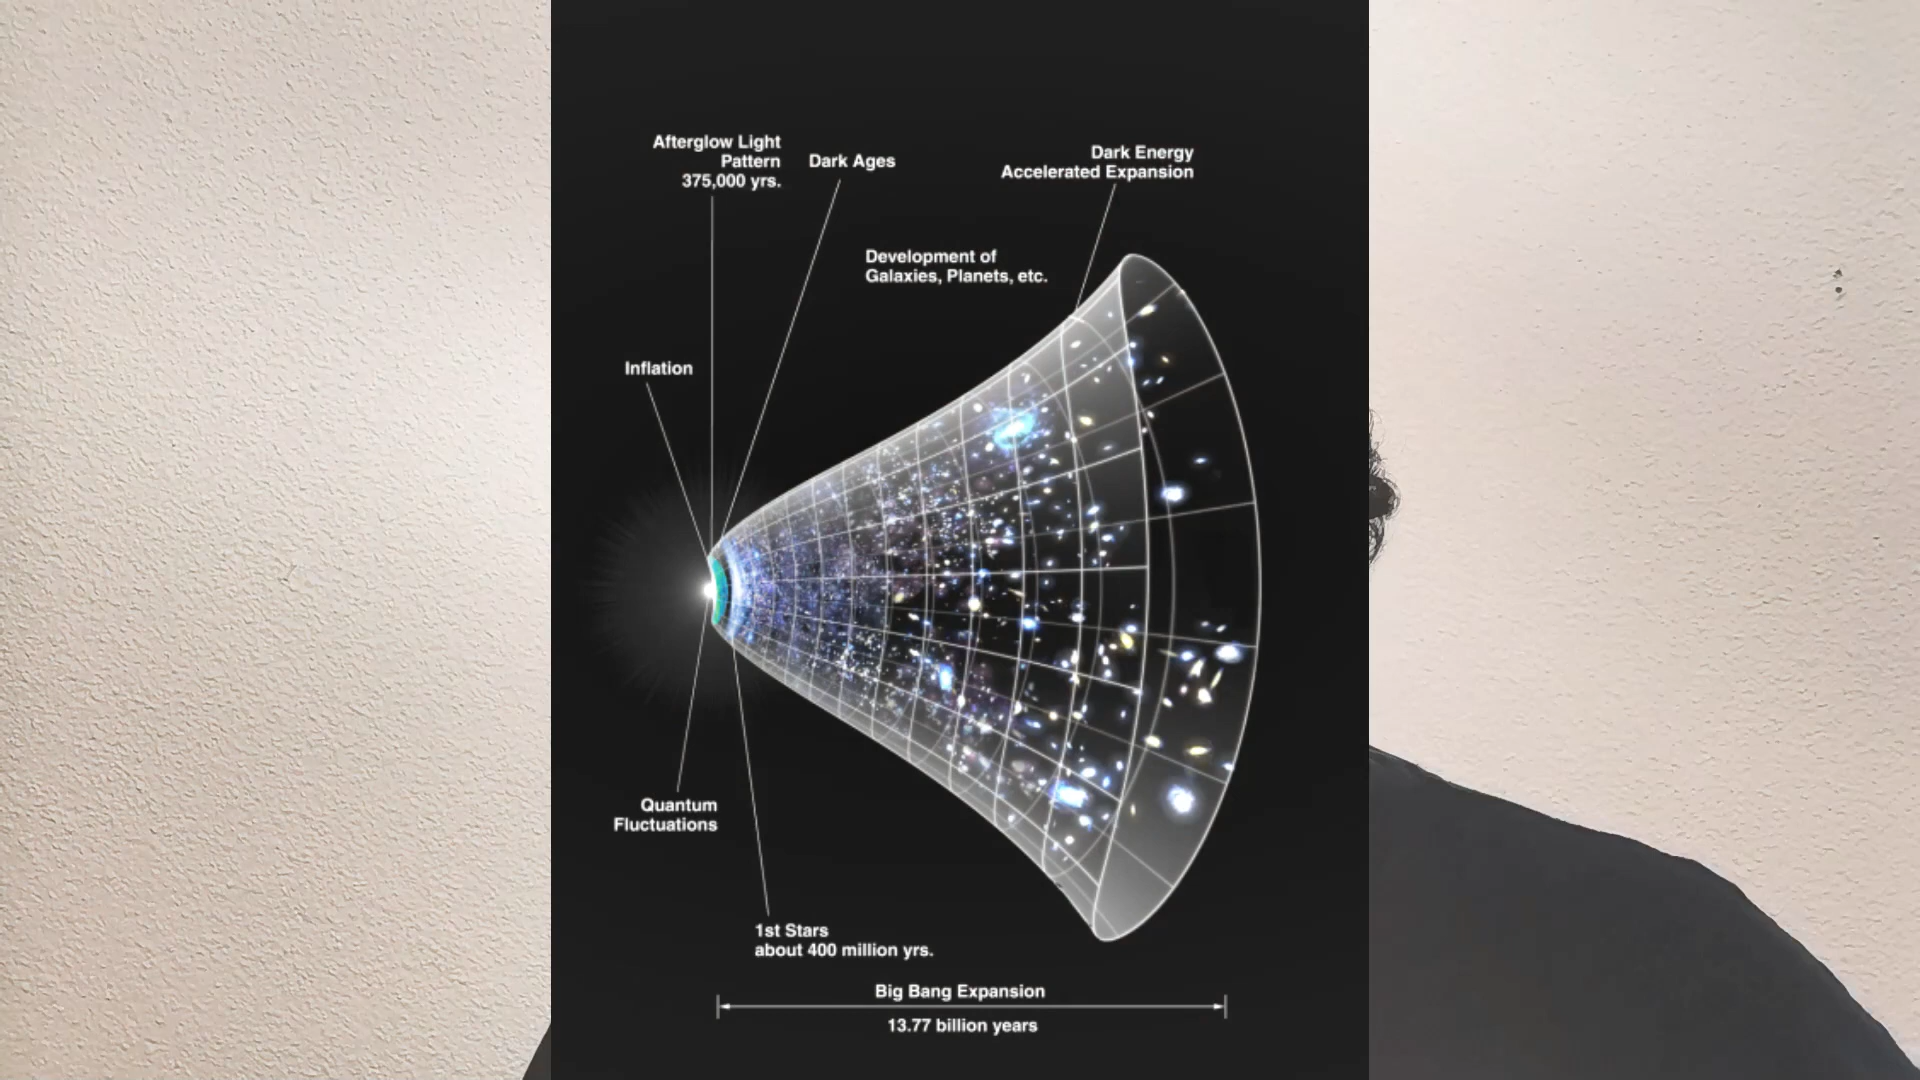 Afterglow Light
Pattern
375,000 yrs.
Dark Ages
Dark Energy
Accelerated Expansion
Development of
Galaxies, Planets, etc.
Inflation
Quantum
Fluctuations
1st Stars
about 400 million yrs.
Big Bang Expansion
13.77 billion years